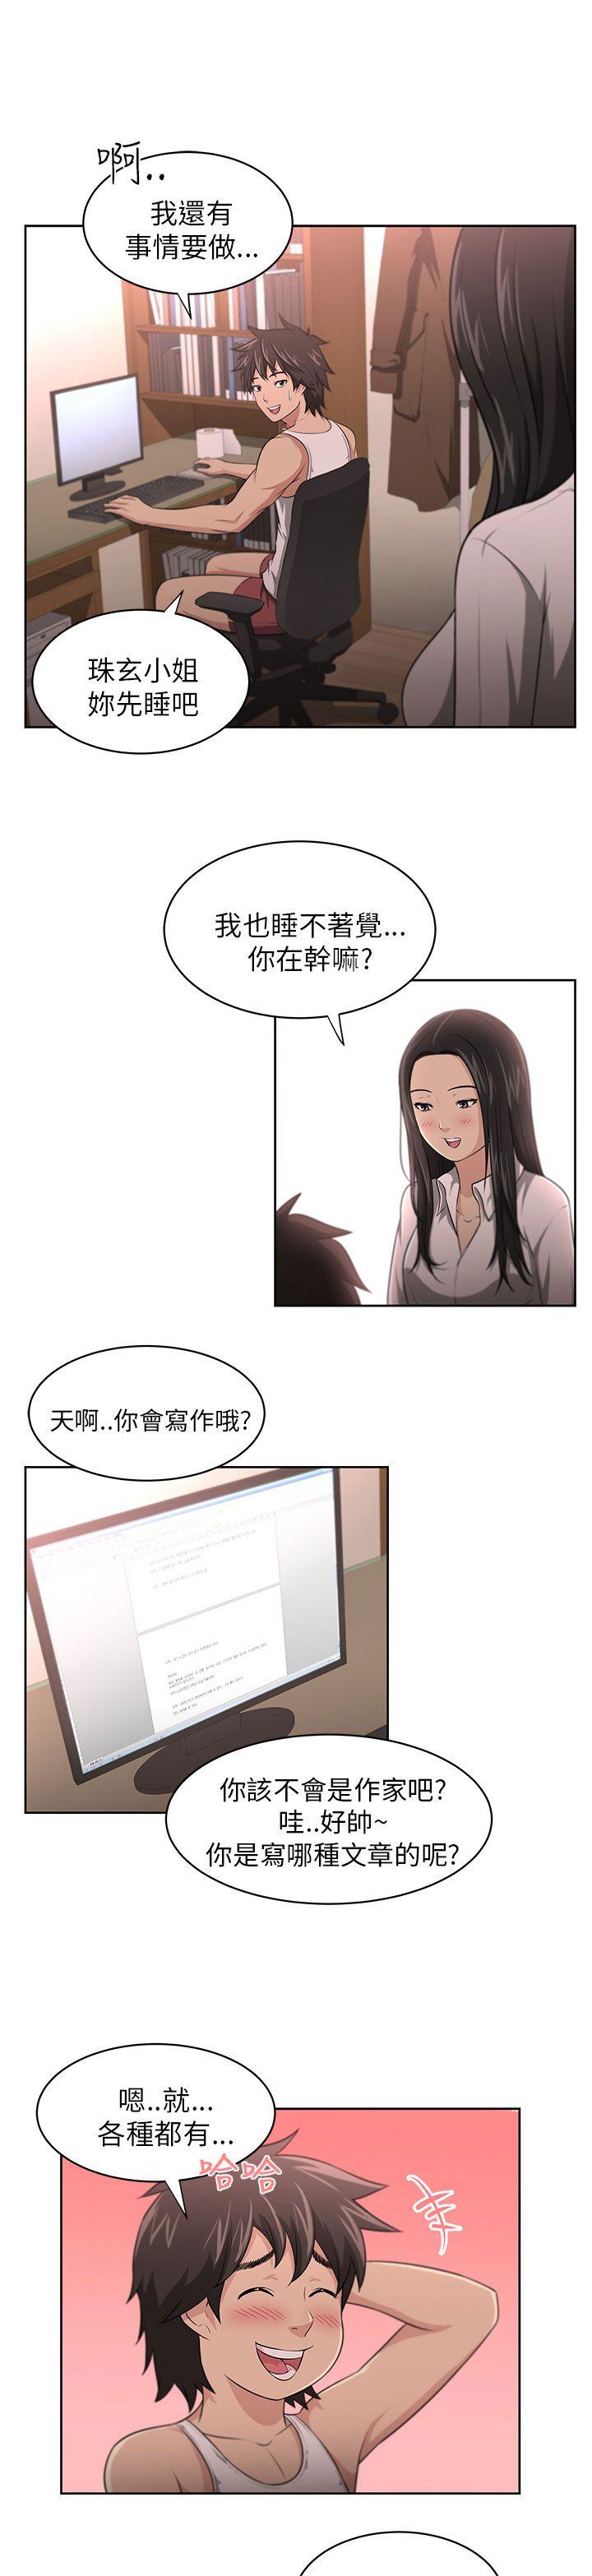 啊..
我還有
事情要做...
珠玄小姐
妳先睡吧
我也睡不著覺...
你在幹嘛?
天啊..你會寫作哦?
你該不會是作家吧?
哇..好帥~
你是寫哪種文章的呢?
嗯..就...
各種都有...
哈哈